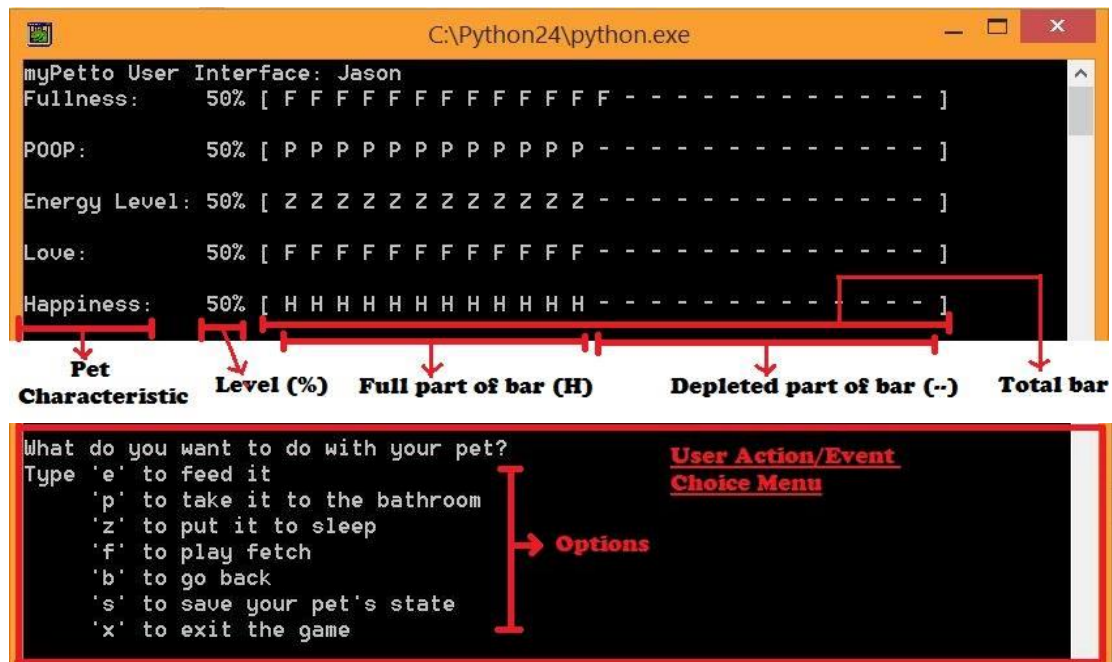 C:\Python24\python.exe
myPetto User Interface: Jason
Fullness: 50% [ F F F F F F F F F F F F F - - - - - - - - - - - - ]
POOP: 50% [ P P P P P P P P P P P P - - - - - - - - - - - - - ]
Energy Level: 50% [ Z Z Z Z Z Z Z Z Z Z Z Z - - - - - - - - - - - - - ]
Love: 50% [ F F F F F F F F F F F F - - - - - - - - - - - - - ]
Happiness: 50% [ H H H H H H H H H H H H - - - - - - - - - - - - - ]
Pet
Characteristic
Level (%)
Full part of bar (H)
Depleted part of bar (--)
Total bar
What do you want to do with your pet?
Type 'e' to feed it
'p' to take it to the bathroom
'z' to put it to sleep
'f' to play fetch
'b' to go back
's' to save your pet's state
'x' to exit the game
Options
User Action/Event
Choice Menu